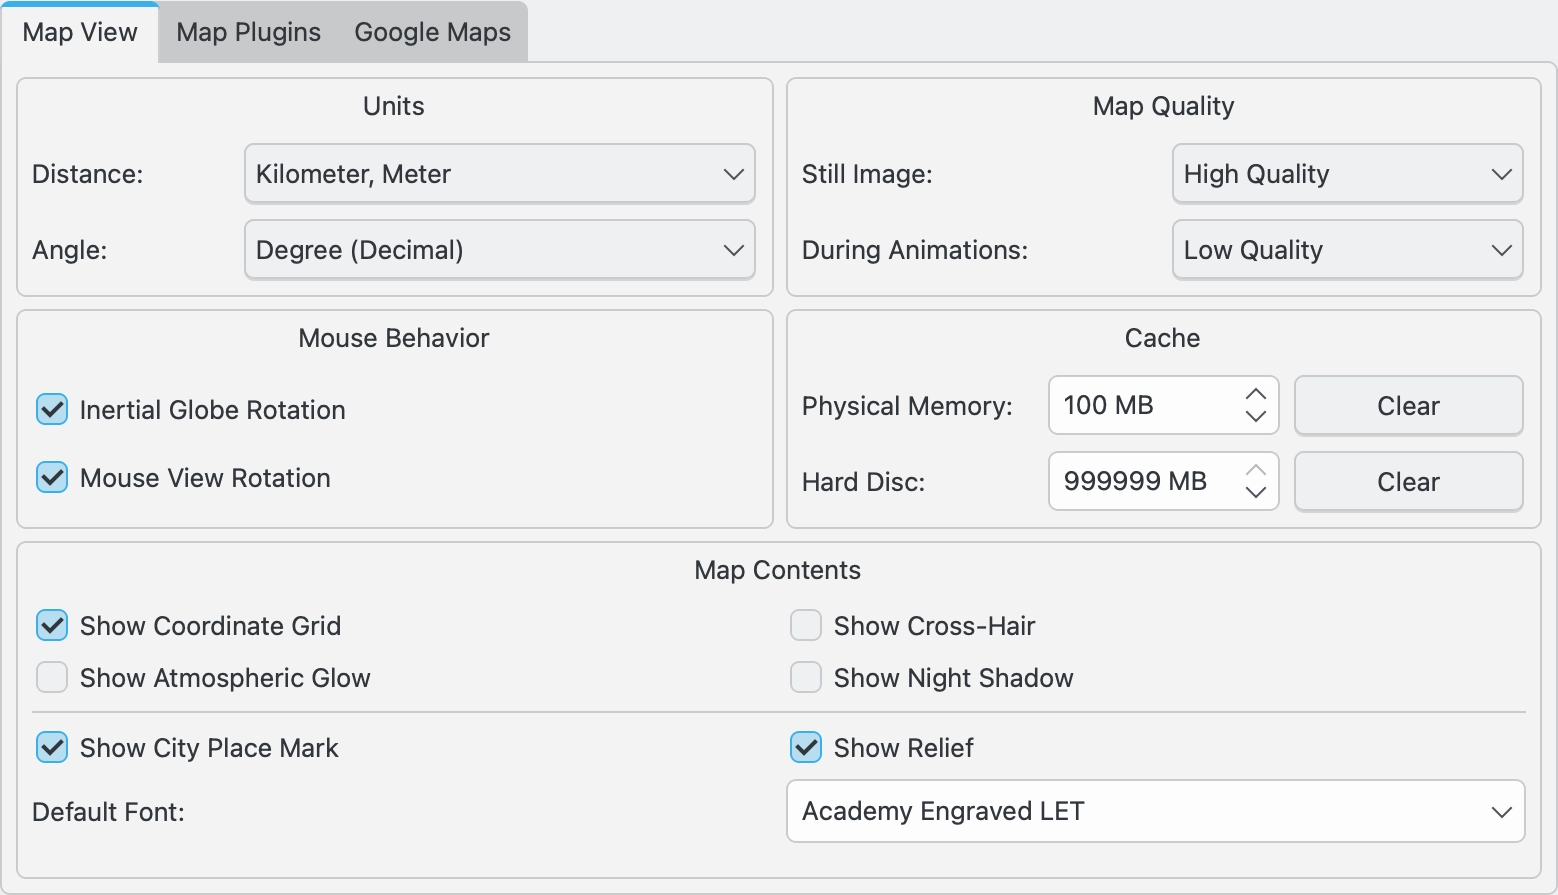 Map View Map Plugins Google Maps
Units
Distance: Kilometer, Meter
Angle: Degree (Decimal)
Map Quality
Still Image: High Quality
During Animations: Low Quality
Mouse Behavior
Inertial Globe Rotation
Mouse View Rotation
Cache
Physical Memory: 100 MB Clear
Hard Disc: 999999 MB Clear
Map Contents
Show Coordinate Grid Show Cross-Hair
Show Atmospheric Glow Show Night Shadow
Show City Place Mark Show Relief
Default Font: Academy Engraved LET